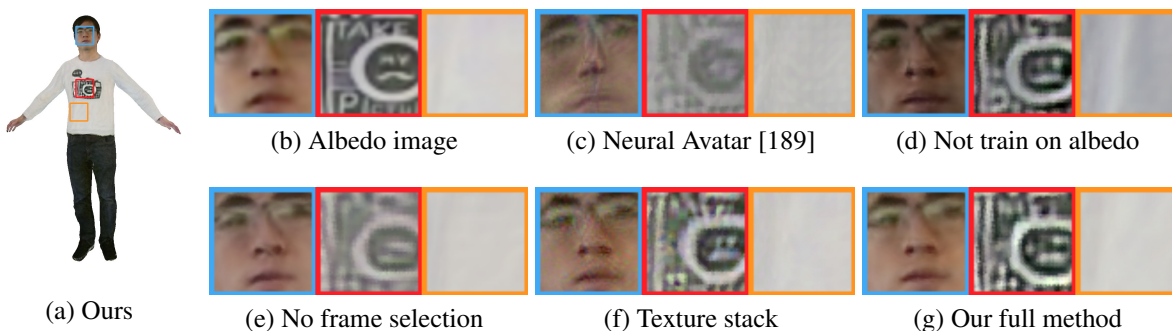 TAKE
(b) Albedo image
(c) Neural Avatar [189]
(d) Not train on albedo
(a) Ours
(e) No frame selection
(f) Texture stack
(g) Our full method